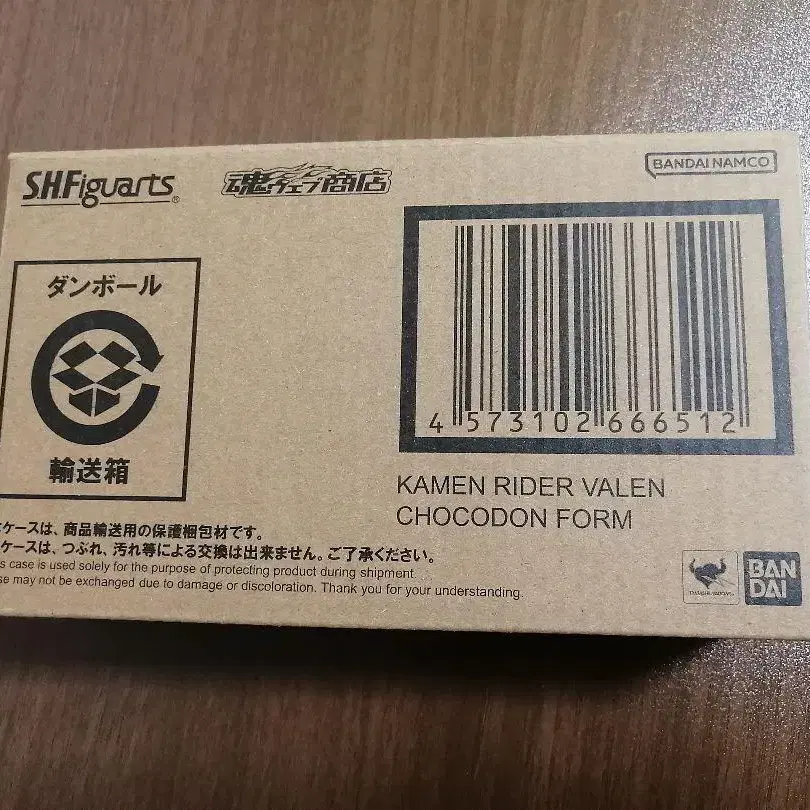 S.H.Figuarts®
魂ウェブ商店
BANDAI NAMCO
ダンボール
輸送箱
4 573102 666512
KAMEN RIDER VALEN
CHOCODON FORM
ケースは、商品輸送用の保護梱包材です。
ケースは、つぶれ、汚れ等による交換は出来ません。ご了承ください。
s case is used solely for the purpose of protecting product during shipment.
se may not be exchanged due to damage or discoloration. Thank you for your understanding.
BAN
DAI